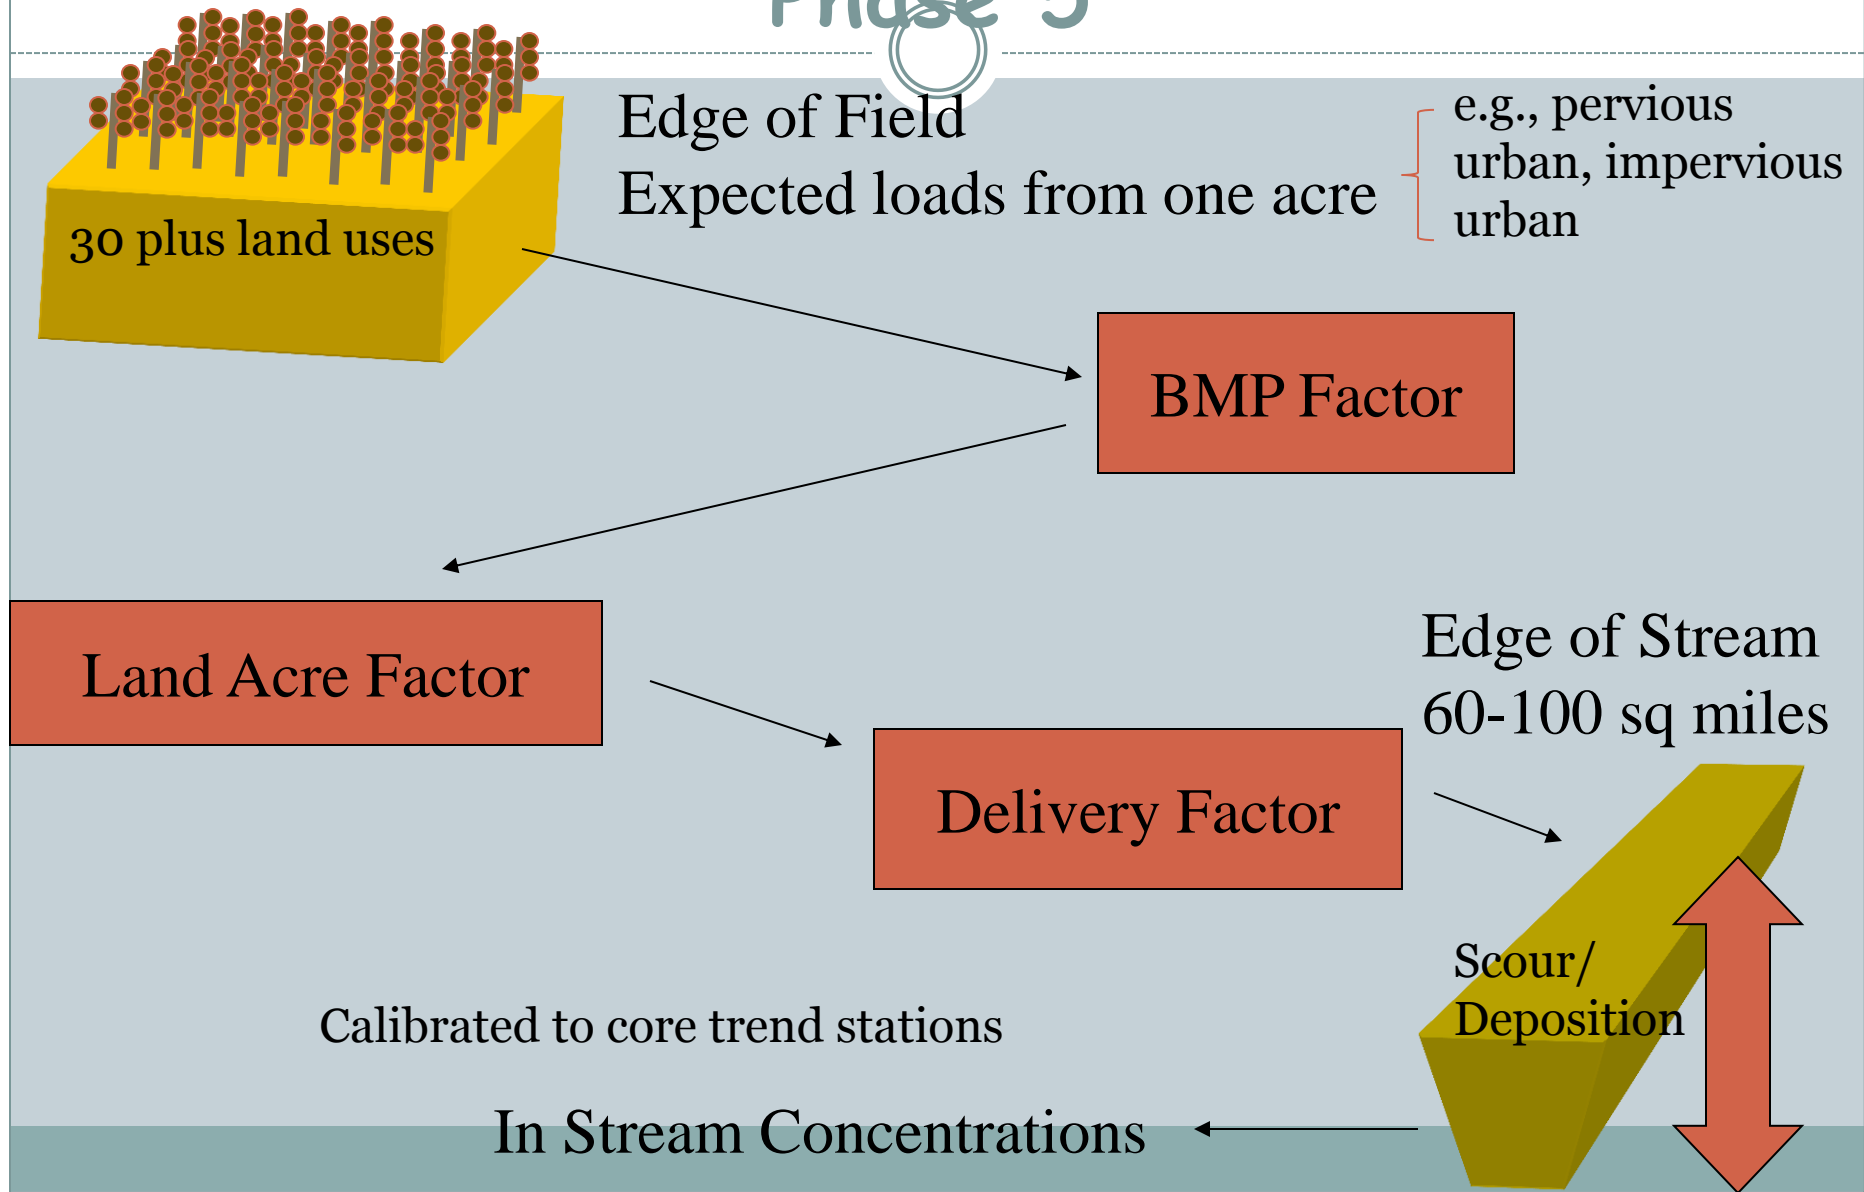 Phase 5
Edge of Field
Expected loads from one acre
e.g., pervious
urban, impervious
urban
30 plus land uses
BMP Factor
Land Acre Factor
Edge of Stream
60-100 sq miles
Delivery Factor
Scour/
Deposition
Calibrated to core trend stations
In Stream Concentrations